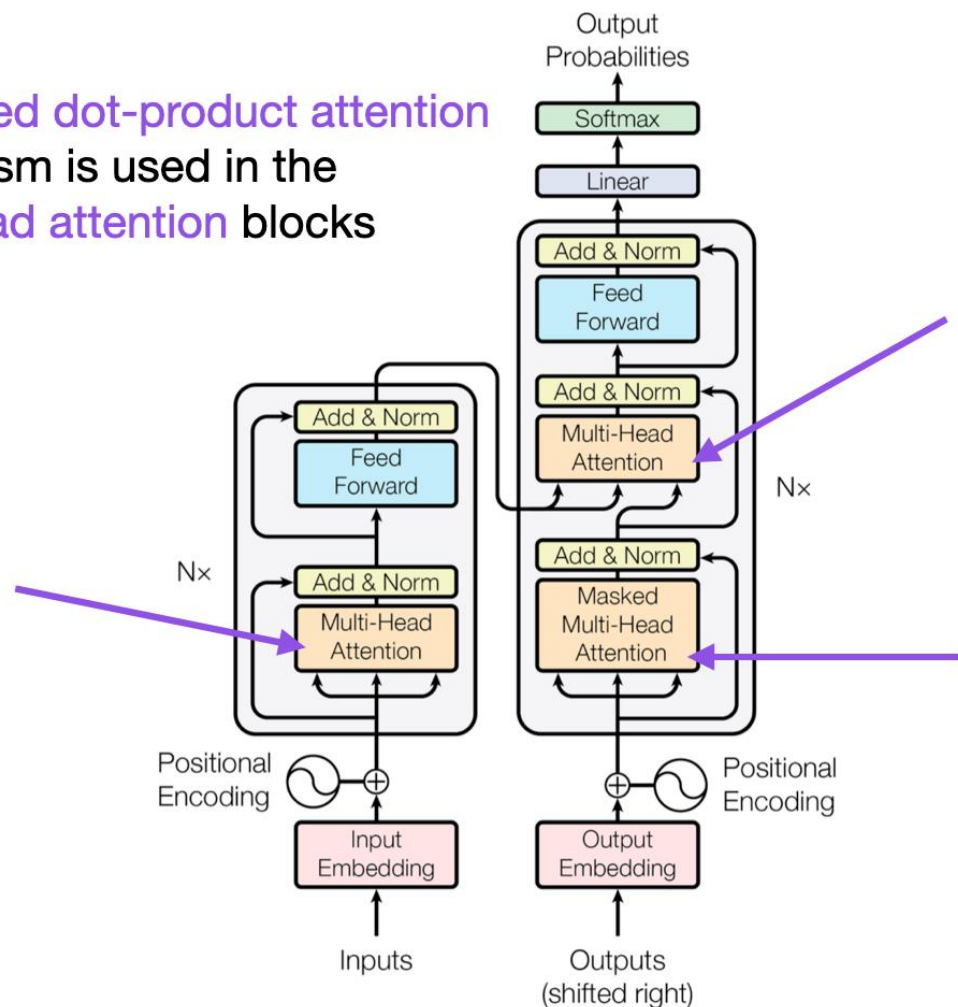 ed dot-product attention
sm is used in the
ad attention blocks
Output
Probabilities
Softmax
Linear
Add & Norm
Feed
Forward
Add & Norm
Multi-Head
Attention
Nx
Add & Norm
Masked
Multi-Head
Attention
Add & Norm
Feed
Forward
Nx
Add & Norm
Multi-Head
Attention
Positional
Encoding
Positional
Encoding
Input
Embedding
Output
Embedding
Inputs
Outputs
(shifted right)